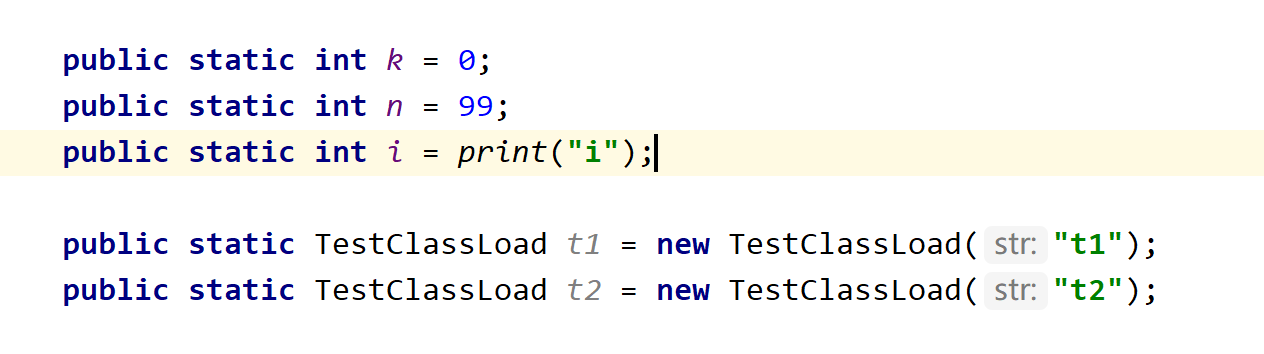 public static int k = 0;
public static int n = 99;
public static int i = print("i");
public static TestClassLoad t1 = new TestClassLoad( str: "t1");
public static TestClassLoad t2 = new TestClassLoad( str: "t2");